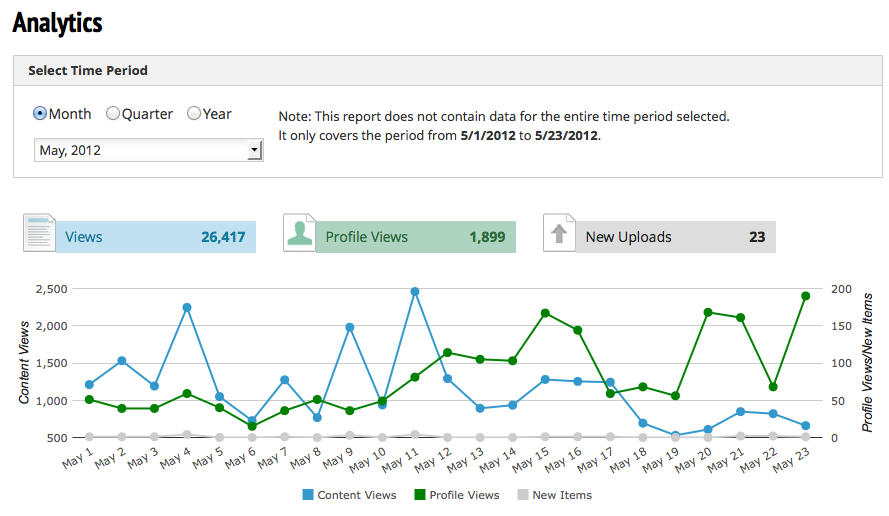 Analytics
Select Time Period
Month Quarter Year
Note: This report does not contain data for the entire time period selected.
It only covers the period from 5/1/2012 to 5/23/2012.
May, 2012
Views 26,417
Profile Views 1,899
New Uploads 23
2,500 200
2,000 150
1,500 100
1,000 50
500 0
Content Views
Profile Views/New Items
May 1 May 2 May 3 May 4 May 5 May 6 May 7 May 8 May 9 May 10 May 11 May 12 May 13 May 14 May 15 May 16 May 17 May 18 May 19 May 20 May 21 May 22 May 23
Content Views Profile Views New Items